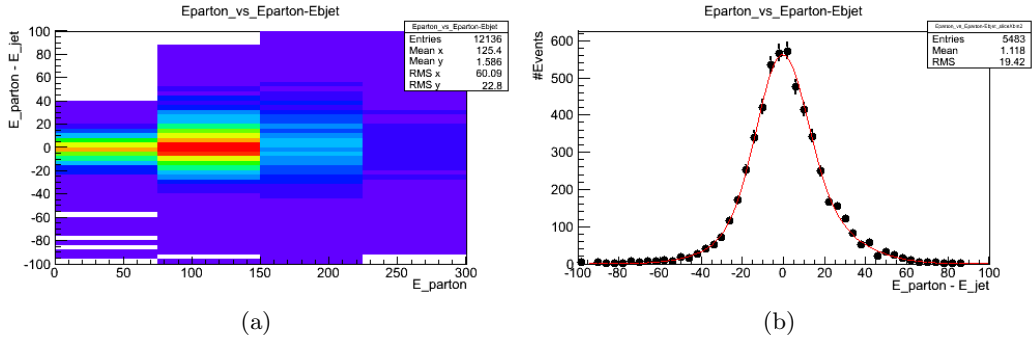 Eparton_vs_Eparton-Ebjet
Eparton_vs_Eparton-Ebjet
Entries 12136
Mean x 125.4
Mean y 1.586
RMS x 60.09
RMS y 22.8
E_parton - E_jet
100
80
60
40
20
0
-20
-40
-60
-80
-100
0 50 100 150 200 250 300
E_parton
(a)
Eparton_vs_Eparton-Ebjet
Entries 5483
Mean 1.118
RMS 19.42
#Events
600
500
400
300
200
100
0
-100 -80 -60 -40 -20 0 20 40 60 80 100
E_parton - E_jet
(b)